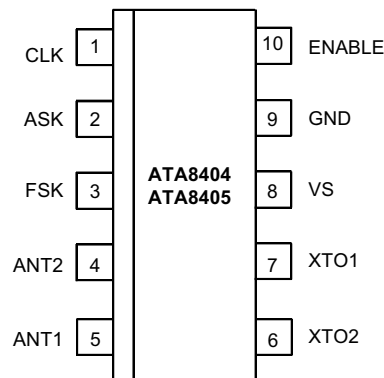 CLK 1 10 ENABLE
ASK 2 9 GND
ATA8404
ATA8405
FSK 3 8 VS
ANT2 4 7 XTO1
ANT1 5 6 XTO2